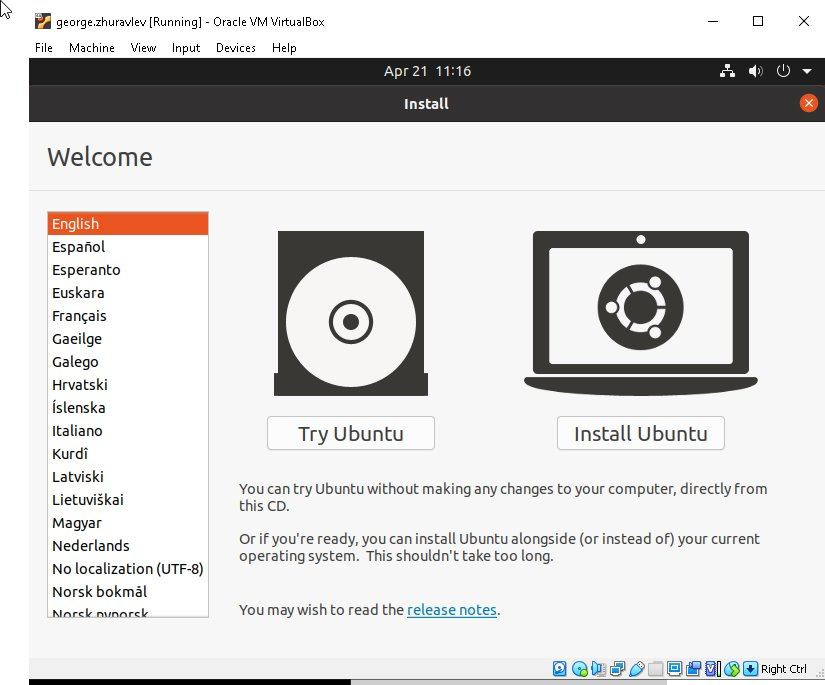 george.zhuravlev [Running] - Oracle VM VirtualBox
File Machine View Input Devices Help
Apr 21 11:16
Install
Welcome
English
Español
Esperanto
Euskara
Français
Gaeilge
Galego
Hrvatski
Íslenska
Italiano
Kurdî
Latviski
Lietuviškai
Magyar
Nederlands
No localization (UTF-8)
Norsk bokmål
Norsk nynorsk
Try Ubuntu
Install Ubuntu
You can try Ubuntu without making any changes to your computer, directly from
this CD.
Or if you're ready, you can install Ubuntu alongside (or instead of) your current
operating system. This shouldn't take too long.
You may wish to read the release notes.
Right Ctrl